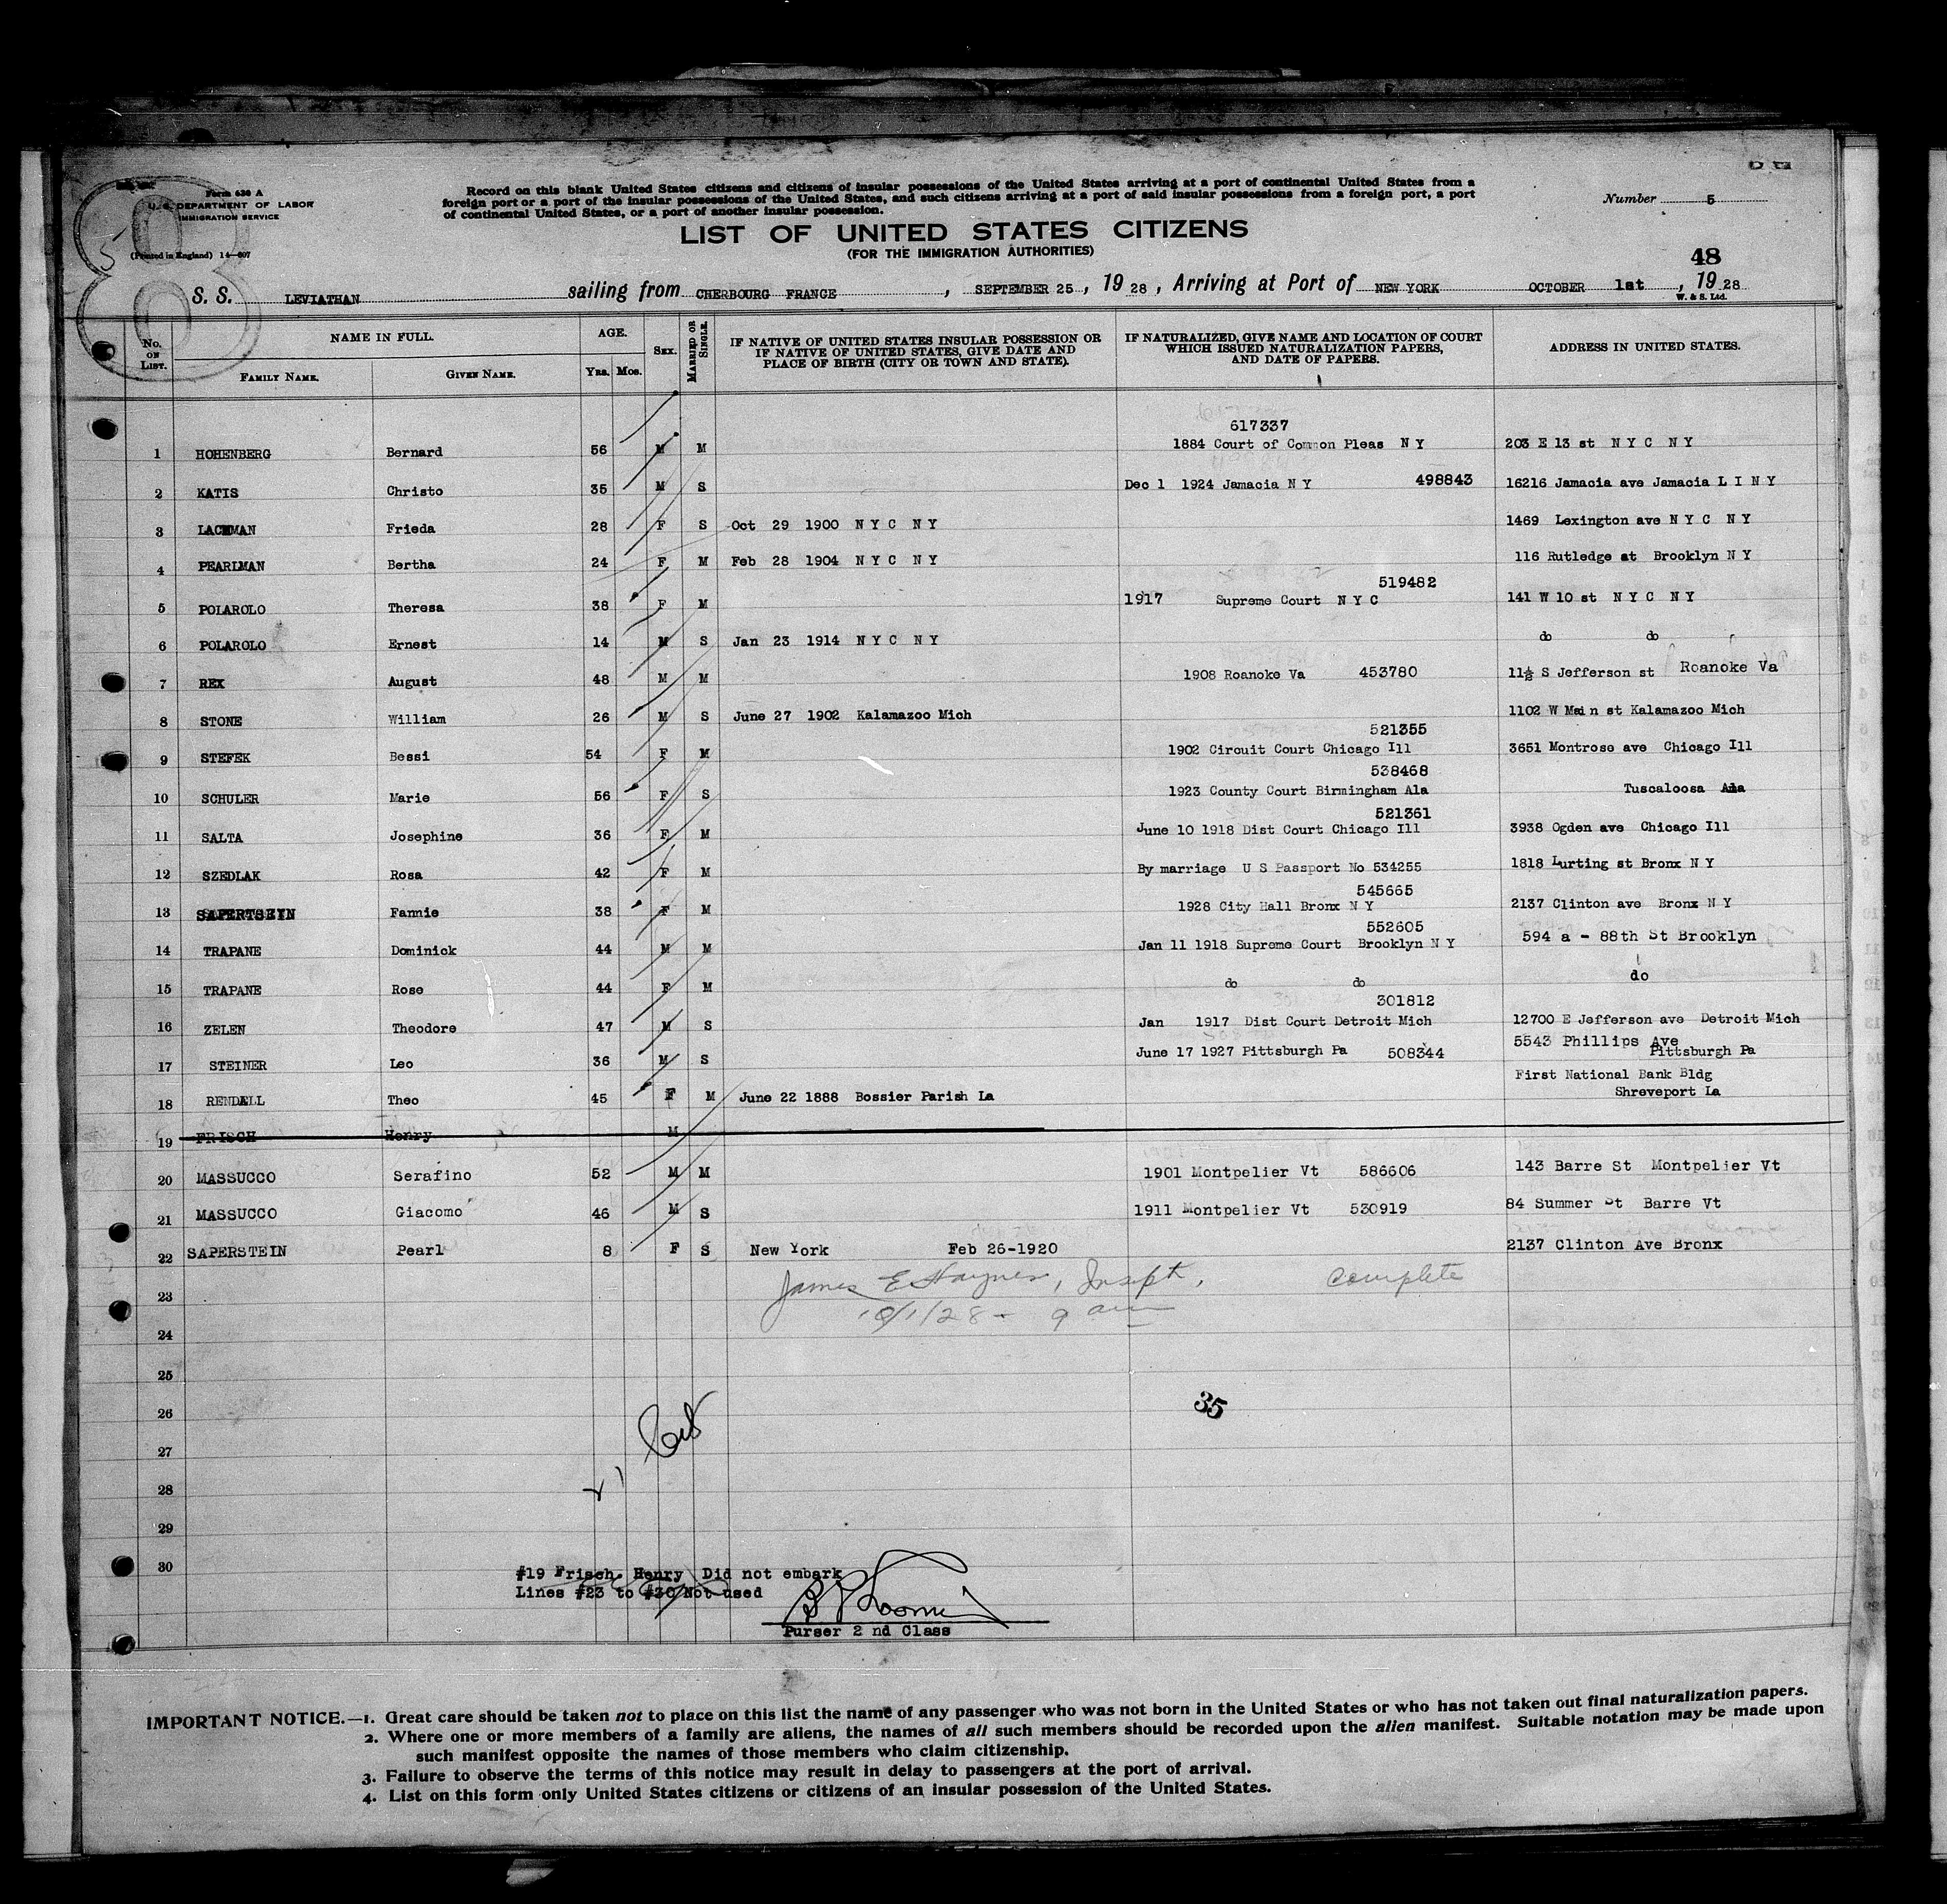 Form 630 A
U. S. DEPARTMENT OF LABOR
IMMIGRATION SERVICE
(Printed in England) 14—607
Record on this blank United States citizens and citizens of insular possessions of the United States arriving at a port of continental United States from a
foreign port or a port of the insular possessions of the United States, and such citizens arriving at a port of said insular possessions from a foreign port, a port
of continental United States, or a port of another insular possession.
Number 5
LIST OF UNITED STATES CITIZENS
(FOR THE IMMIGRATION AUTHORITIES)
48
S. S. LEVIATHAN sailing from CHERBOURG FRANCE, SEPTEMBER 25, 19 28, Arriving at Port of NEW YORK OCTOBER 1st, 19 28
W. & S. Ltd.
No. ON LIST. NAME IN FULL. AGE. SEX. MARRIED OR SINGLE. IF NATIVE OF UNITED STATES INSULAR POSSESSION OR IF NATIVE OF UNITED STATES, GIVE DATE AND PLACE OF BIRTH (CITY OR TOWN AND STATE). IF NATURALIZED, GIVE NAME AND LOCATION OF COURT WHICH ISSUED NATURALIZATION PAPERS, AND DATE OF PAPERS. ADDRESS IN UNITED STATES.
FAMILY NAME. GIVEN NAME. YRS. MOS.
617337
1 HOHENBERG Bernard 56 M M 1884 Court of Common Pleas N Y 203 E 13 st N Y C N Y
2 KATIS Christo 35 M S Dec 1 1924 Jamacia N Y 498843 16216 Jamacia ave Jamacia L I N Y
3 LACHMAN Frieda 28 F S Oct 29 1900 N Y C N Y 1469 Lexington ave N Y C N Y
4 PEARLMAN Bertha 24 F M Feb 28 1904 N Y C N Y 116 Rutledge st Brooklyn N Y
519482
5 POLAROLO Theresa 38 F M 1917 Supreme Court N Y C 141 W 10 st N Y C N Y
6 POLAROLO Ernest 14 M S Jan 23 1914 N Y C N Y do do
7 REX August 48 M M 1908 Roanoke Va 453780 11½ S Jefferson st Roanoke Va
8 STONE William 26 M S June 27 1902 Kalamazoo Mich 1102 W Main st Kalamazoo Mich
521355
9 STEFEK Bessi 54 F M 1902 Circuit Court Chicago Ill 3651 Montrose ave Chicago Ill
538468
10 SCHULER Marie 56 F S 1923 County Court Birmingham Ala Tuscaloosa Ala
521361
11 SALTA Josephine 36 F M June 10 1918 Dist Court Chicago Ill 3938 Ogden ave Chicago Ill
12 SZEDLAK Rosa 42 F M By marriage U S Passport No 534255 1818 Lurting st Bronx N Y
545665
13 SAPERTSEYN Fannie 38 F M 1928 City Hall Bronx N Y 2137 Clinton ave Bronx N Y
552605
14 TRAPANE Dominick 44 M M Jan 11 1918 Supreme Court Brooklyn N Y 594 a - 88th St Brooklyn
15 TRAPANE Rose 44 F M do do do
301812
16 ZELEN Theodore 47 M S Jan 1917 Dist Court Detroit Mich 12700 E Jefferson ave Detroit Mich
5543 Phillips Ave
17 STEINER Leo 36 M S June 17 1927 Pittsburgh Pa 508344 Pittsburgh Pa
First National Bank Bldg
18 RENDALL Theo 45 F M June 22 1888 Bossier Parish La Shreveport La
19 FRISCH Henry M
20 MASSUCCO Serafino 52 M M 1901 Montpelier Vt 586606 143 Barre St Montpelier Vt
21 MASSUCCO Giacomo 46 M S 1911 Montpelier Vt 530919 84 Summer St Barre Vt
22 SAPERSTEIN Pearl 8 F S New York Feb 26-1920 2137 Clinton Ave Bronx
James E Haynes, Inspt, complete
23
10/1/28 - 9 am
24
25
26
35
27
28
29
30
#19 Frisch, Henry Did not embark
Lines #23 to #30 Not used
Purser 2 nd Class
IMPORTANT NOTICE.—1. Great care should be taken not to place on this list the name of any passenger who was not born in the United States or who has not taken out final naturalization papers.
2. Where one or more members of a family are aliens, the names of all such members should be recorded upon the alien manifest. Suitable notation may be made upon
such manifest opposite the names of those members who claim citizenship.
3. Failure to observe the terms of this notice may result in delay to passengers at the port of arrival.
4. List on this form only United States citizens or citizens of an insular possession of the United States.